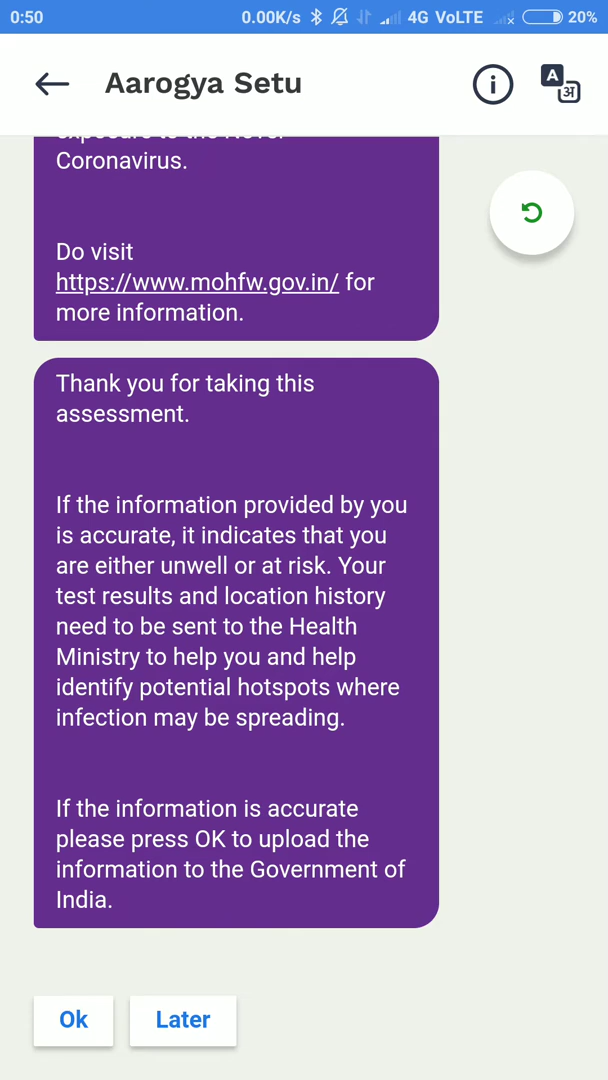 0:50 0.00K/s 4G VoLTE 20%
Aarogya Setu
A अ
Coronavirus.
Do visit
https://www.mohfw.gov.in/ for
more information.
Thank you for taking this
assessment.
If the information provided by you
is accurate, it indicates that you
are either unwell or at risk. Your
test results and location history
need to be sent to the Health
Ministry to help you and help
identify potential hotspots where
infection may be spreading.
If the information is accurate
please press OK to upload the
information to the Government of
India.
Ok Later